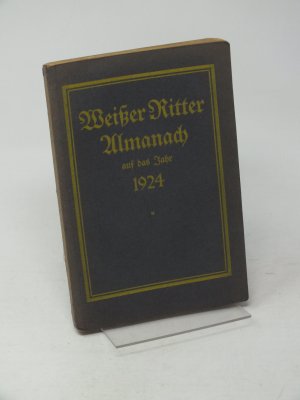 Weißer Ritter
Almanach
auf das Jahr
1924